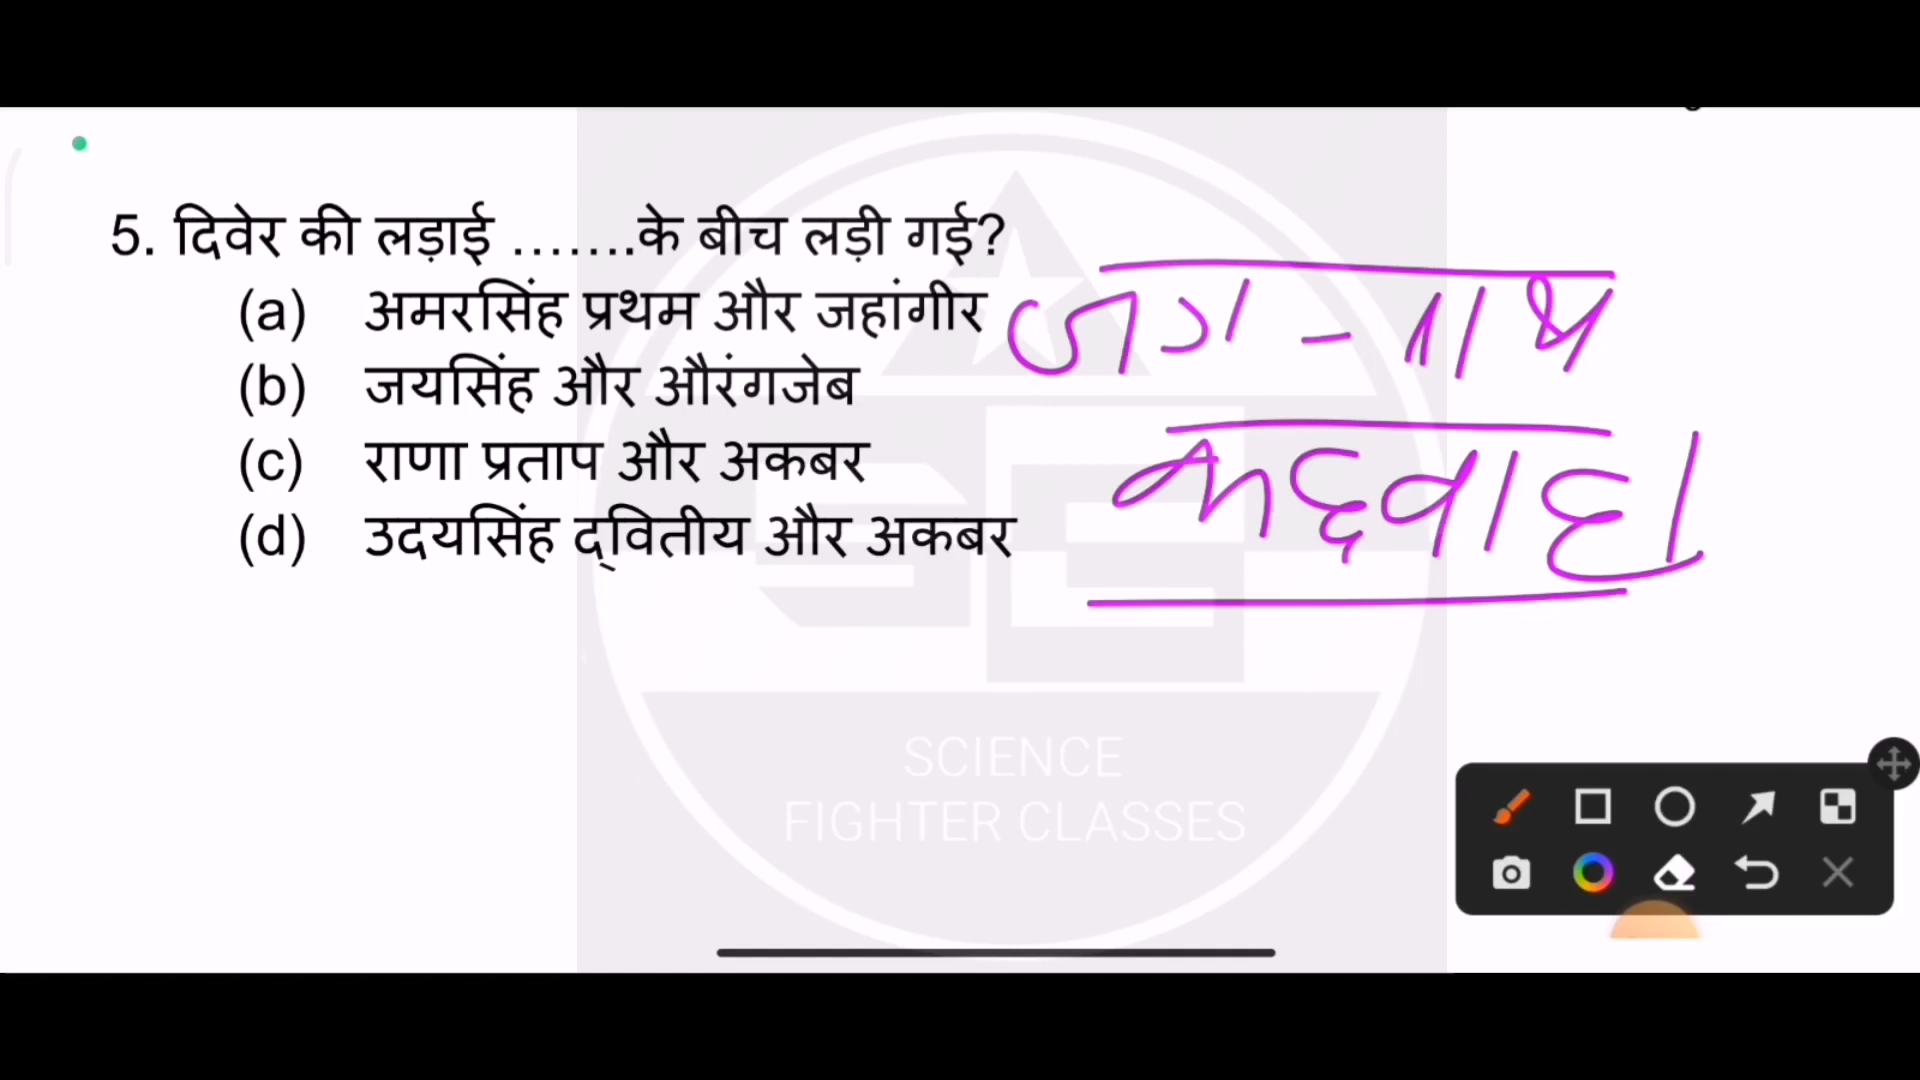 5. दिवेर की लड़ाई .......के बीच लड़ी गई?
(a) अमरसिंह प्रथम और जहांगीर
(b) जयसिंह और औरंगजेब
(c) राणा प्रताप और अकबर
(d) उदयसिंह द्वितीय और अकबर
जग-नाथ
कछवाहा
SCIENCE
FIGHTER CLASSES